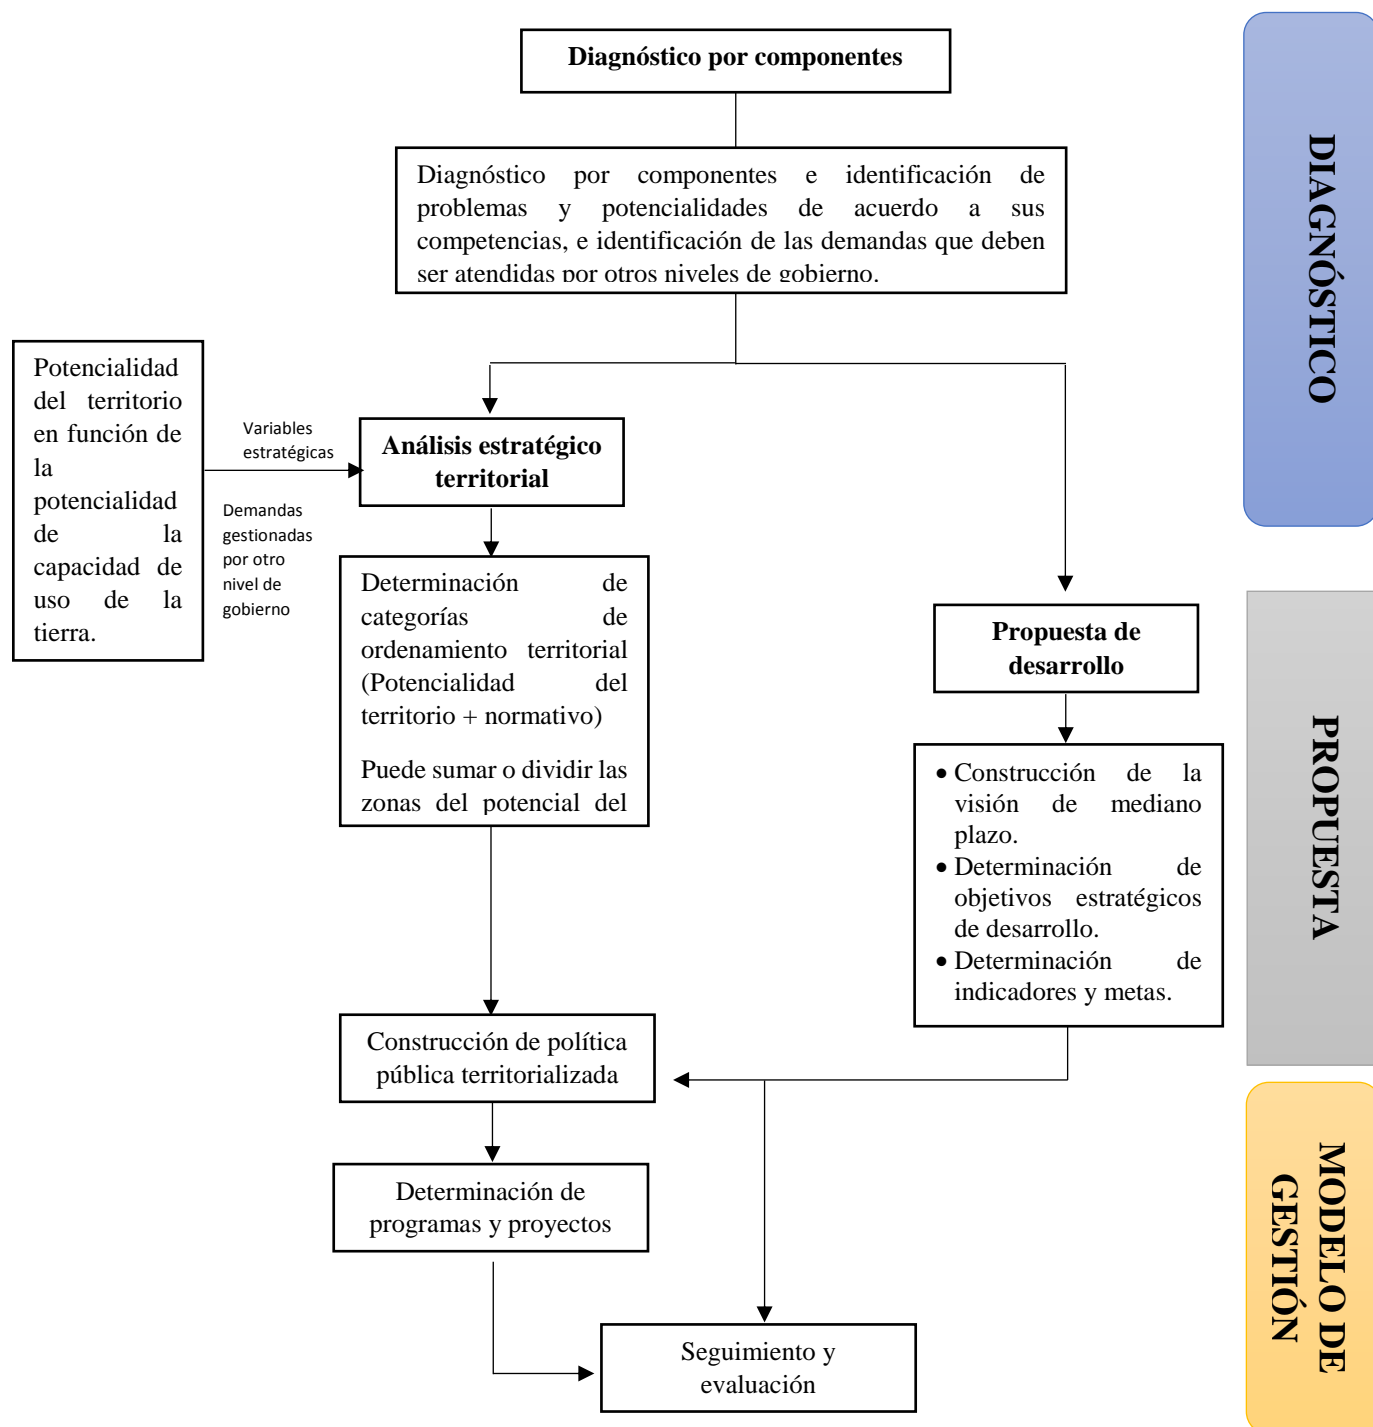 Diagnóstico por componentes
Diagnóstico por componentes e identificación de
problemas y potencialidades de acuerdo a sus
competencias, e identificación de las demandas que deben
ser atendidas por otros niveles de gobierno.
DIAGNÓSTICO
Potencialidad
del territorio
en función de
la
potencialidad
de la
capacidad de
uso de la
tierra.
Variables
estratégicas
Demandas
gestionadas
por otro
nivel de
gobierno
Análisis estratégico
territorial
Determinación de
categorías de
ordenamiento territorial
(Potencialidad del
territorio + normativo)
Puede sumar o dividir las
zonas del potencial del
Propuesta de
desarrollo
• Construcción de la
visión de mediano
plazo.
• Determinación de
objetivos estratégicos
de desarrollo.
• Determinación de
indicadores y metas.
PROPUESTA
Construcción de política
pública territorializada
Determinación de
programas y proyectos
Seguimiento y
evaluación
MODELO DE
GESTIÓN